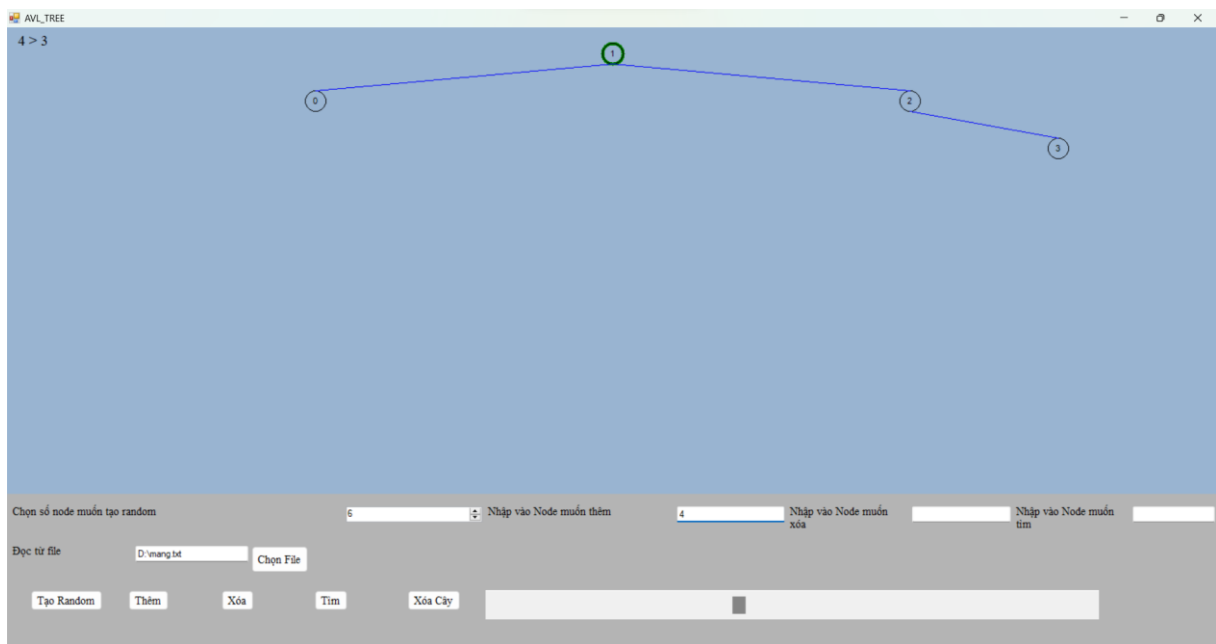 AVL_TREE
4 > 3
1
0
2
3
Chọn số node muốn tạo random
6
Nhập vào Node muốn thêm
4
Nhập vào Node muốn
xóa
Nhập vào Node muốn
tìm
Đọc từ file
D:\mang.txt
Chọn File
Tạo Random
Thêm
Xóa
Tìm
Xóa Cây